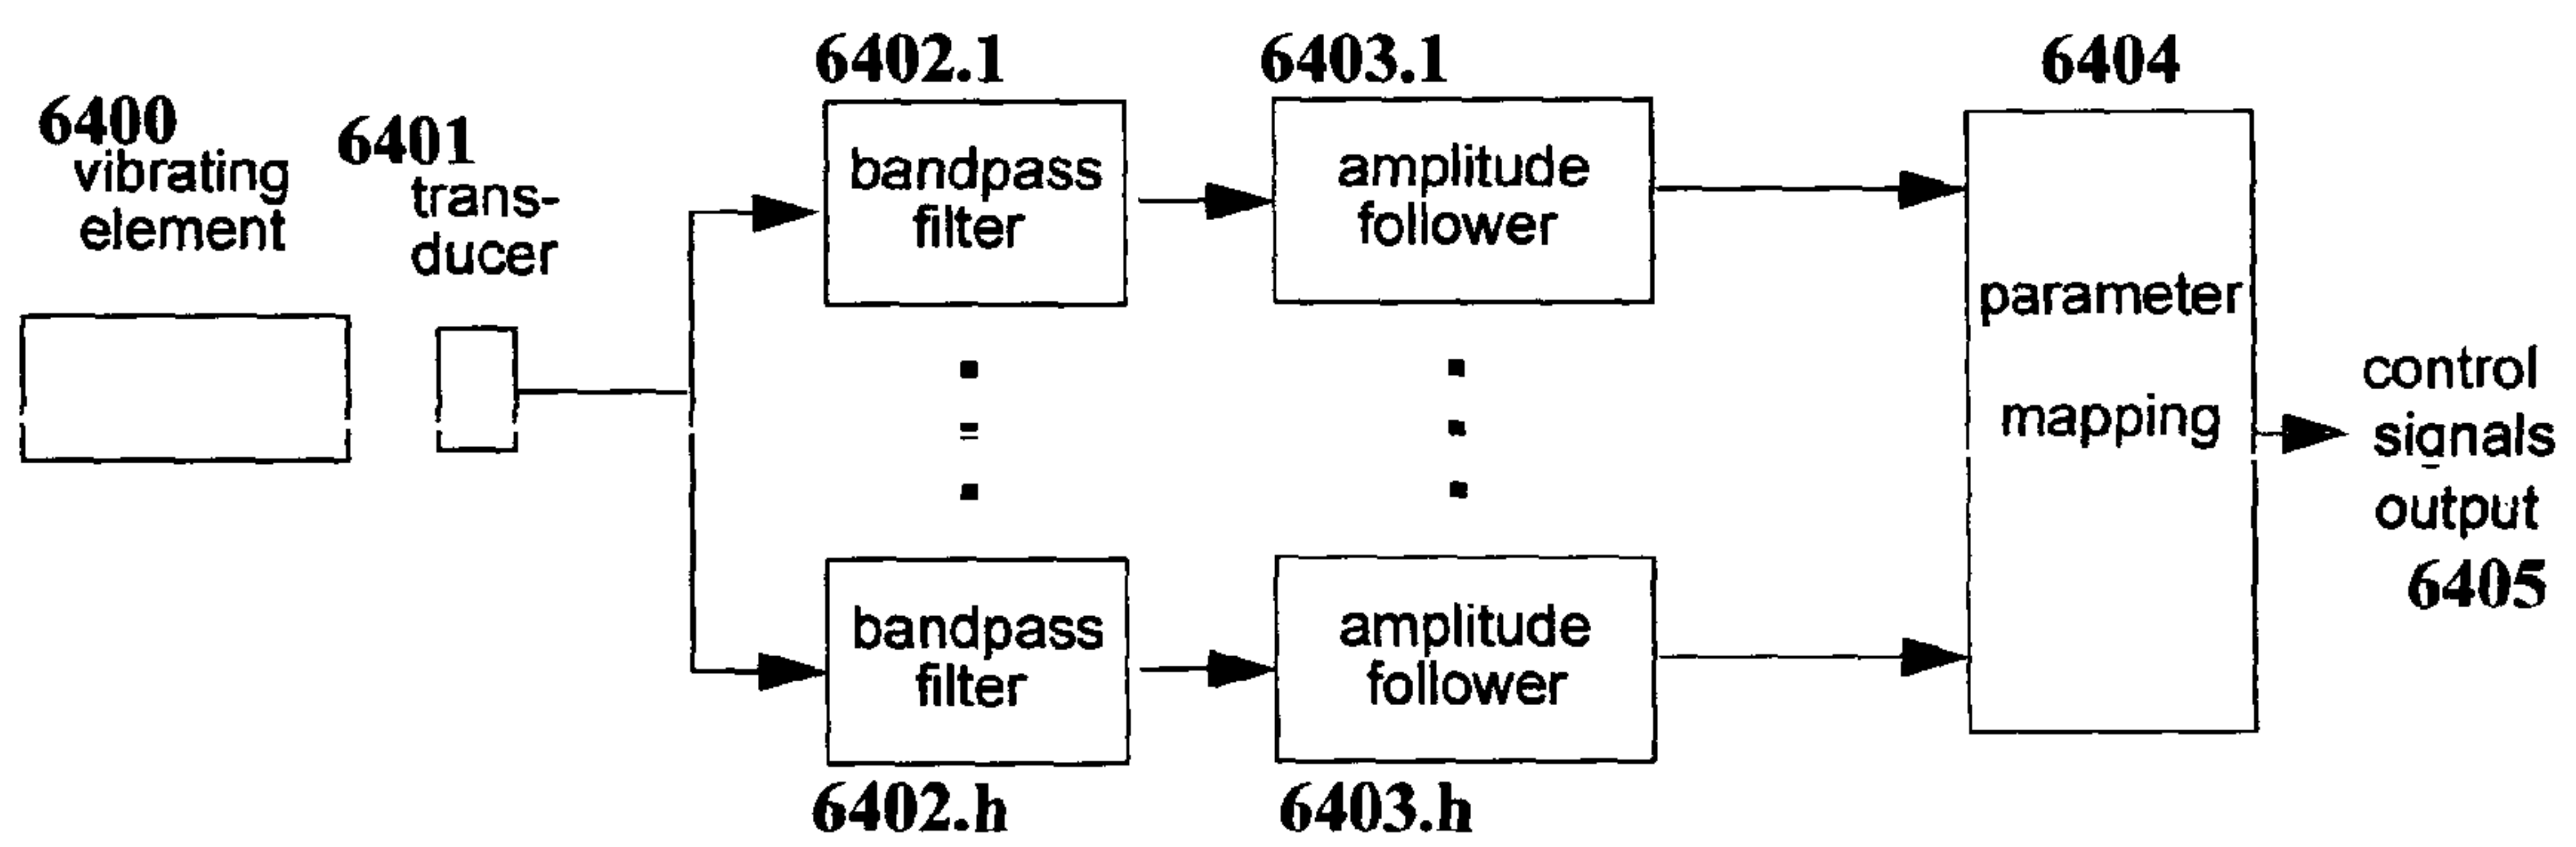 6400
vibrating
element
6401
trans-
ducer
6402.1
bandpass
filter
6403.1
amplitude
follower
6404
parameter
mapping
control
signals
output
6405
bandpass
filter
6402.h
amplitude
follower
6403.h